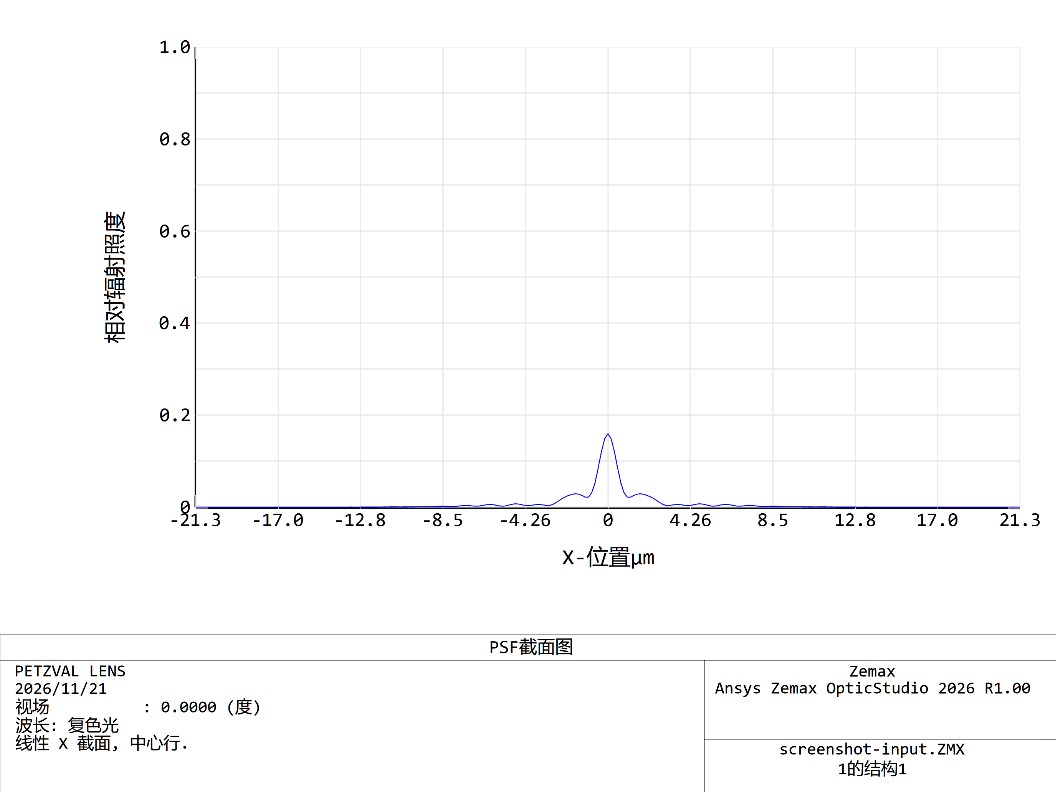 相对辐射照度
1.0
0.8
0.6
0.4
0.2
0
-21.3 -17.0 -12.8 -8.5 -4.26 0 4.26 8.5 12.8 17.0 21.3
X-位置µm
PSF截面图
PETZVAL LENS
2026/11/21
视场 : 0.0000 (度)
波长: 复色光
线性 X 截面, 中心行.
Zemax
Ansys Zemax OpticStudio 2026 R1.00
screenshot-input.ZMX
1的结构1